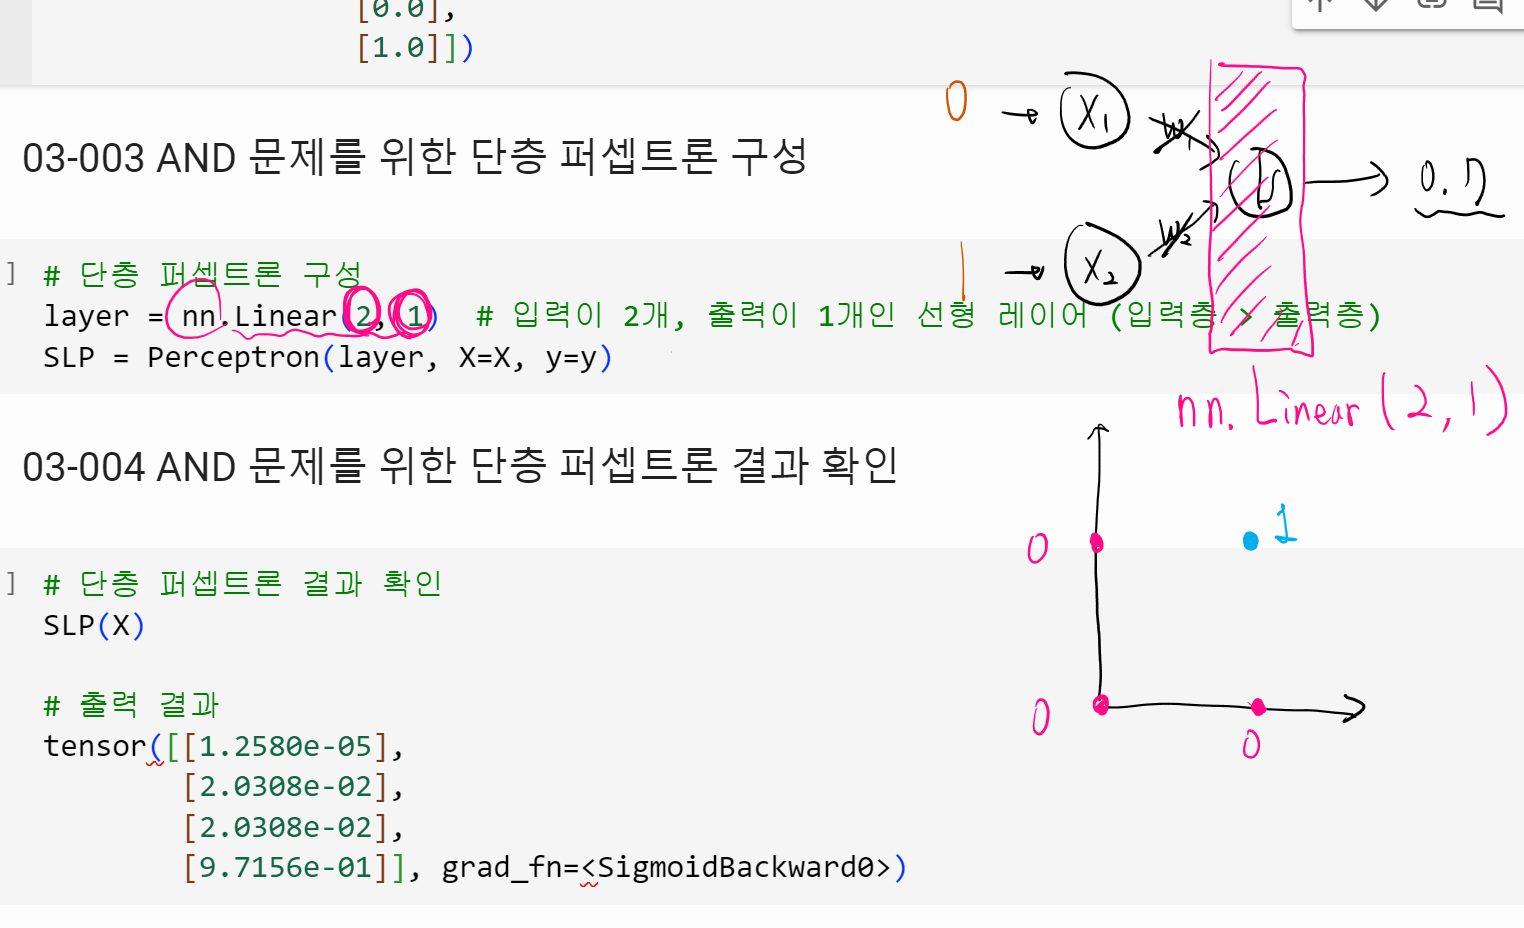 [0.0],
[1.0]])
03-003 AND 문제를 위한 단층 퍼셉트론 구성
0 → X₁ W₁
b → 0.7
1 → X₂ W₂
] # 단층 퍼셉트론 구성
layer = nn.Linear(2, 1) # 입력이 2개, 출력이 1개인 선형 레이어 (입력층 > 출력층)
SLP = Perceptron(layer, X=X, y=y)
nn.Linear(2,1)
03-004 AND 문제를 위한 단층 퍼셉트론 결과 확인
0 1
0 0
] # 단층 퍼셉트론 결과 확인
SLP(X)
# 출력 결과
tensor([[1.2580e-05],
[2.0308e-02],
[2.0308e-02],
[9.7156e-01]], grad_fn=<SigmoidBackward0>)